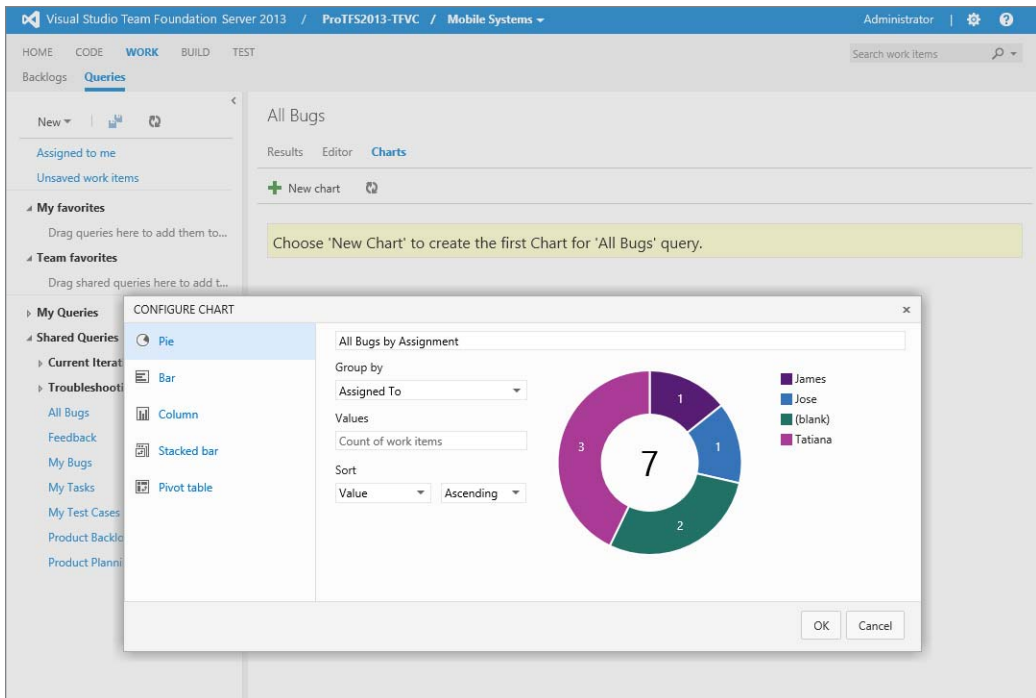 Visual Studio Team Foundation Server 2013 / ProTFS2013-TFVC / Mobile Systems Administrator |
HOME CODE WORK BUILD TEST
Search work items
Backlogs Queries
New
Assigned to me
Unsaved work items
My favorites
Drag queries here to add them to...
Team favorites
Drag shared queries here to add t...
My Queries
Shared Queries
Current Iterat
Troubleshooti
All Bugs
Feedback
My Bugs
My Tasks
My Test Cases
Product Backlo
Product Planni
All Bugs
Results Editor Charts
New chart
Choose 'New Chart' to create the first Chart for 'All Bugs' query.
CONFIGURE CHART ×
Pie
Bar
Column
Stacked bar
Pivot table
All Bugs by Assignment
Group by
Assigned To
Values
Count of work items
Sort
Value Ascending
1
1
2
3
7
James
Jose
(blank)
Tatiana
OK Cancel